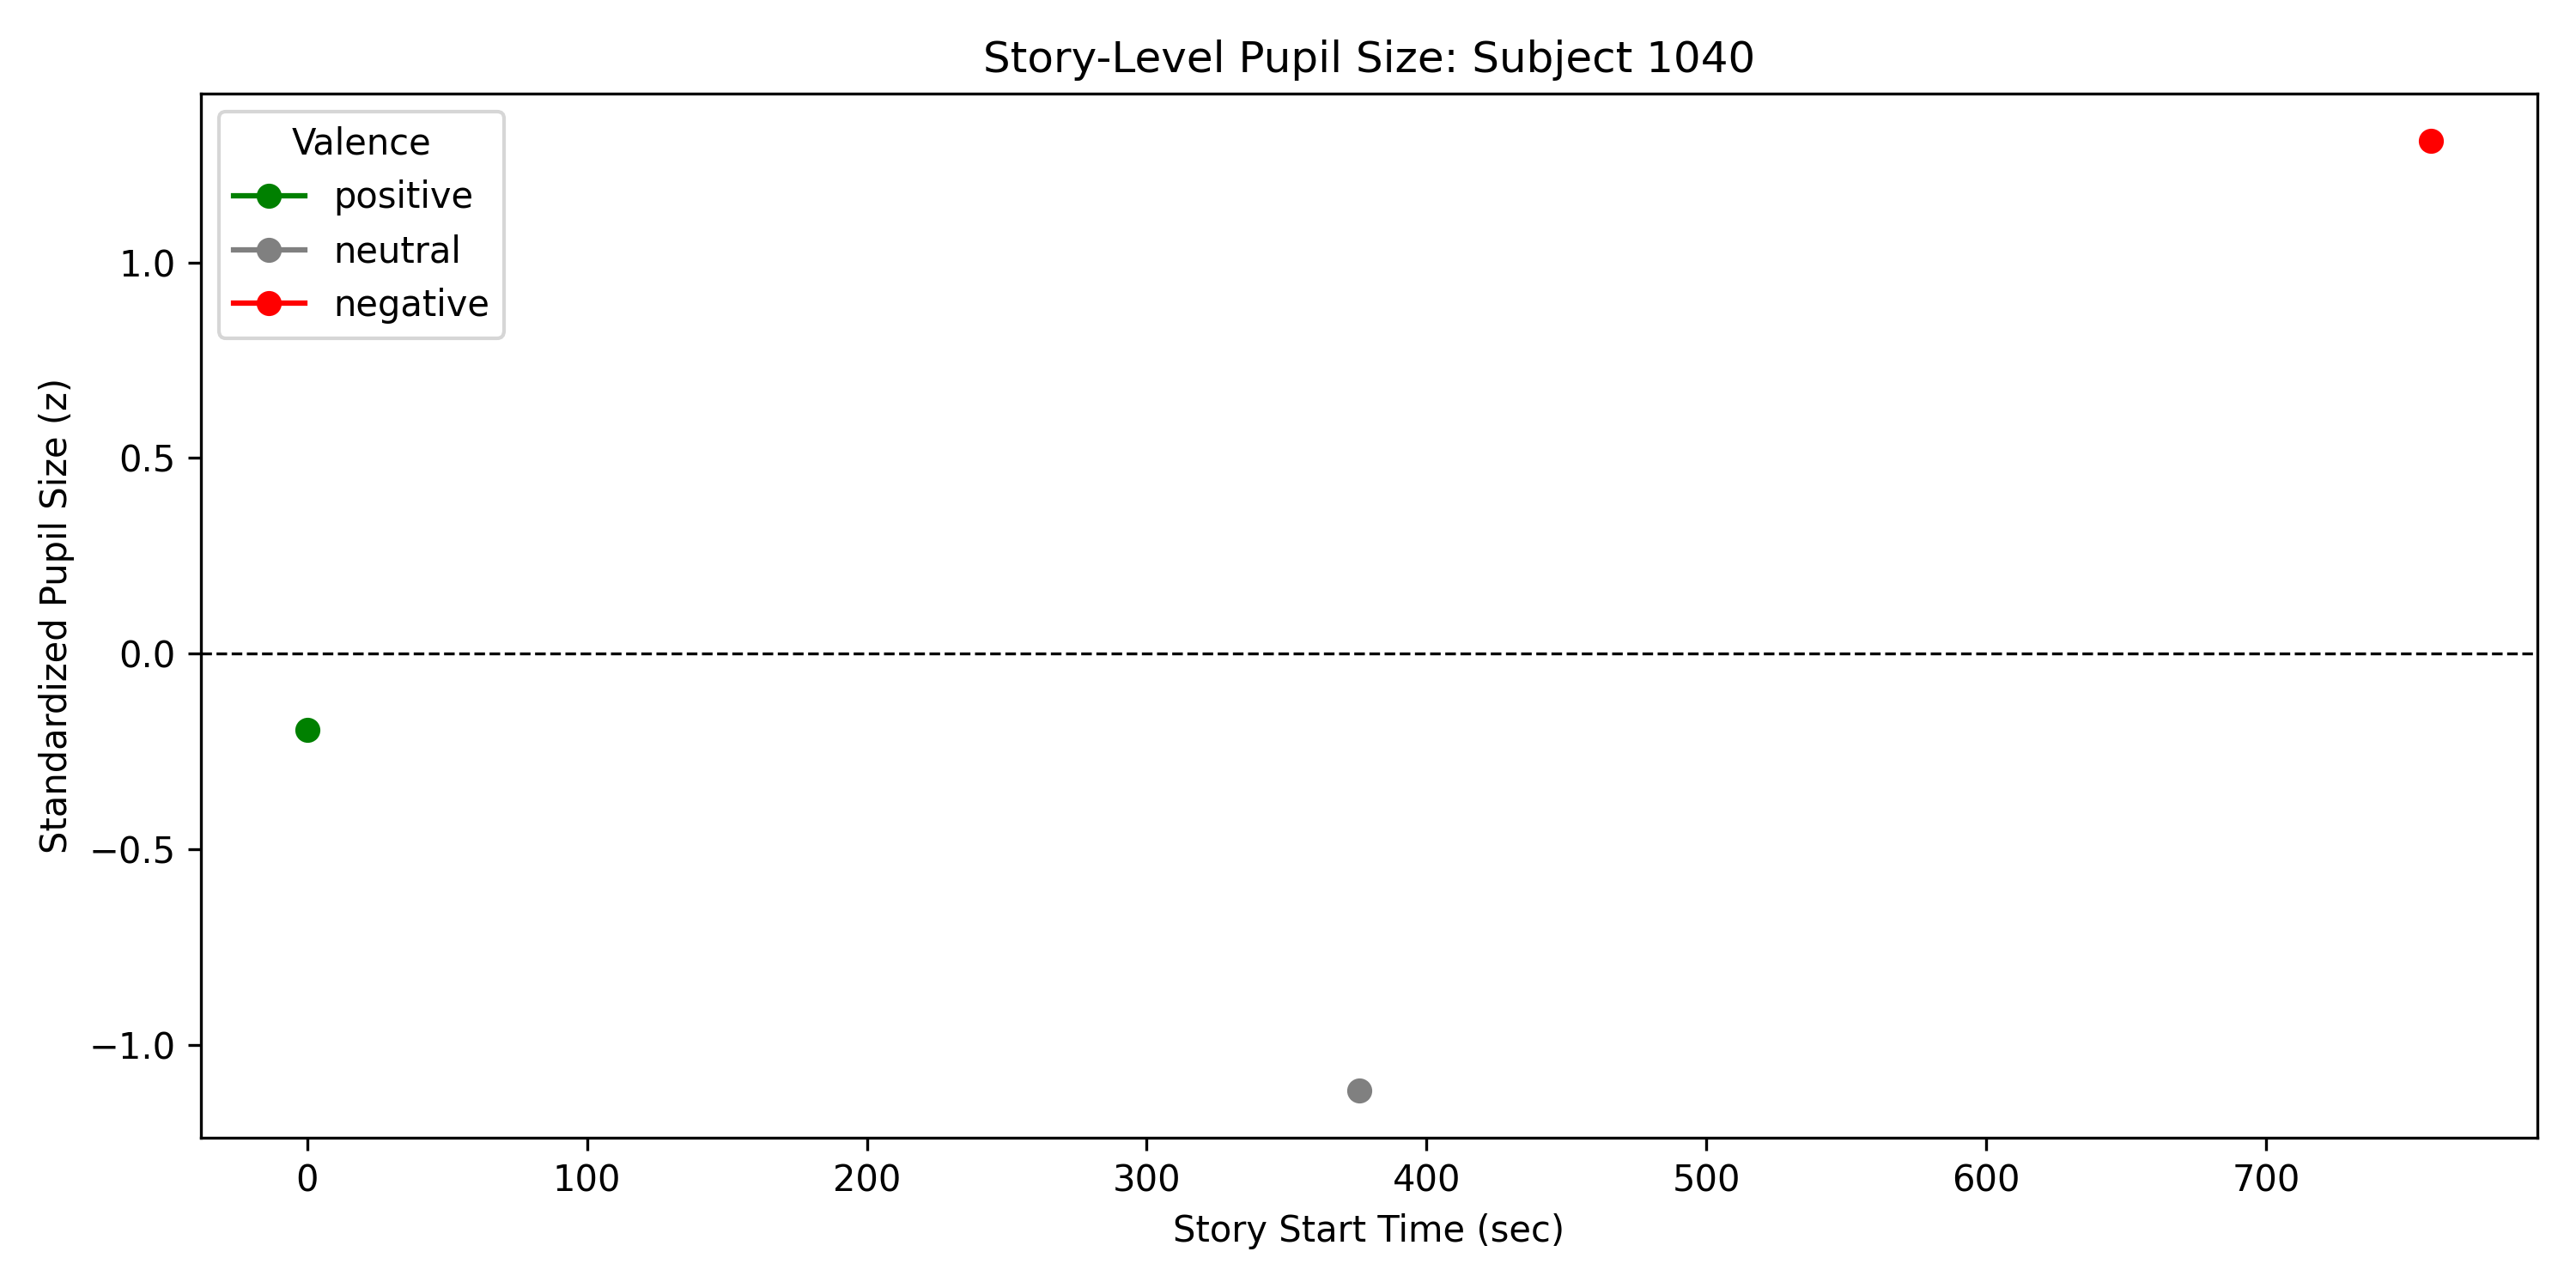 Story-Level Pupil Size: Subject 1040
Valence
positive
neutral
negative
Standardized Pupil Size (z)
1.0
0.5
0.0
−0.5
−1.0
0 100 200 300 400 500 600 700
Story Start Time (sec)